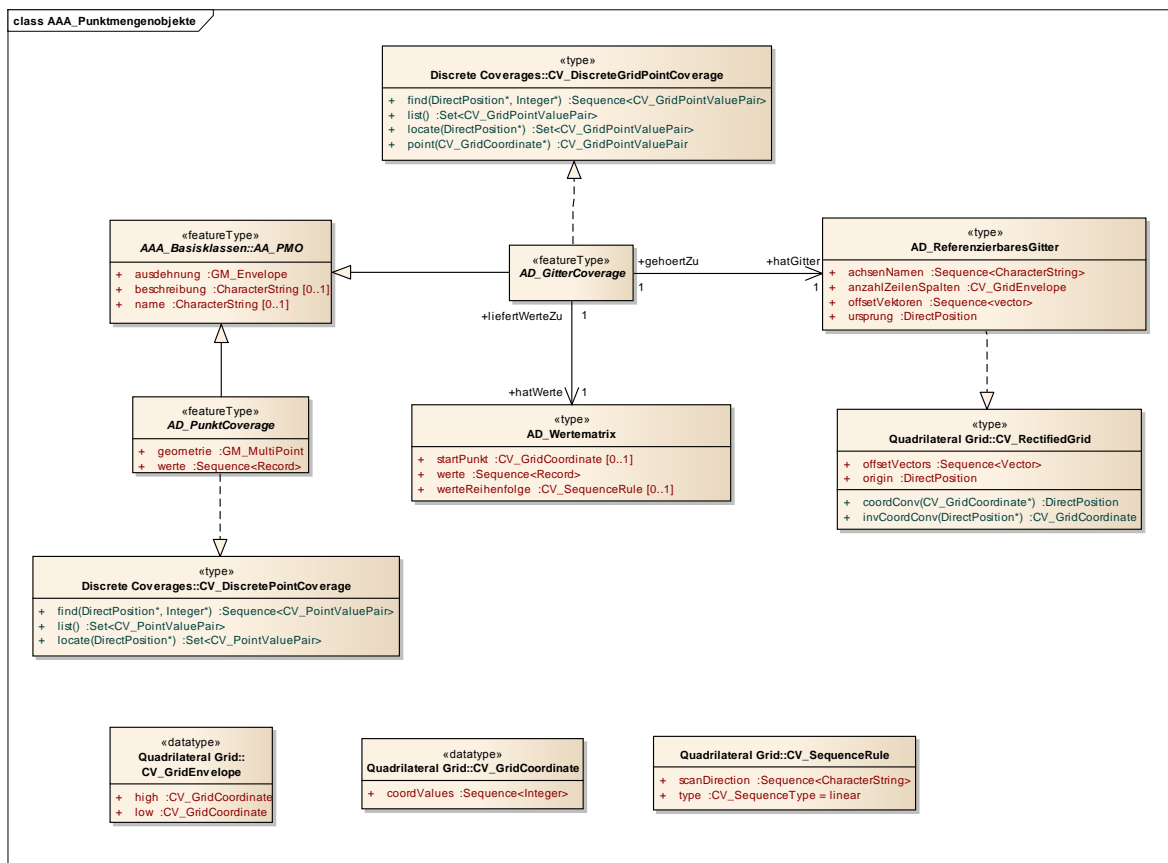 class AAA_Punktmengenobjekte
«type»
Discrete Coverages::CV_DiscreteGridPointCoverage
+ find(DirectPosition*, Integer*) :Sequence<CV_GridPointValuePair>
+ list() :Set<CV_GridPointValuePair>
+ locate(DirectPosition*) :Set<CV_GridPointValuePair>
+ point(CV_GridCoordinate*) :CV_GridPointValuePair
«featureType»
AAA_Basisklassen::AA_PMO
+ ausdehnung :GM_Envelope
+ beschreibung :CharacterString [0..1]
+ name :CharacterString [0..1]
«featureType»
AD_GitterCoverage
+gehoertZu
1
+hatGitter
1
«type»
AD_ReferenzierbaresGitter
+ achsenNamen :Sequence<CharacterString>
+ anzahlZeilenSpalten :CV_GridEnvelope
+ offsetVektoren :Sequence<vector>
+ ursprung :DirectPosition
+liefertWerteZu
1
+hatWerte
1
«featureType»
AD_PunktCoverage
+ geometrie :GM_MultiPoint
+ werte :Sequence<Record>
«type»
AD_Wertematrix
+ startPunkt :CV_GridCoordinate [0..1]
+ werte :Sequence<Record>
+ werteReihenfolge :CV_SequenceRule [0..1]
«type»
Quadrilateral Grid::CV_RectifiedGrid
+ offsetVectors :Sequence<Vector>
+ origin :DirectPosition
+ coordConv(CV_GridCoordinate*) :DirectPosition
+ invCoordConv(DirectPosition*) :CV_GridCoordinate
«type»
Discrete Coverages::CV_DiscretePointCoverage
+ find(DirectPosition*, Integer*) :Sequence<CV_PointValuePair>
+ list() :Set<CV_PointValuePair>
+ locate(DirectPosition*) :Set<CV_PointValuePair>
«datatype»
Quadrilateral Grid::
CV_GridEnvelope
+ high :CV_GridCoordinate
+ low :CV_GridCoordinate
«datatype»
Quadrilateral Grid::CV_GridCoordinate
+ coordValues :Sequence<Integer>
Quadrilateral Grid::CV_SequenceRule
+ scanDirection :Sequence<CharacterString>
+ type :CV_SequenceType = linear